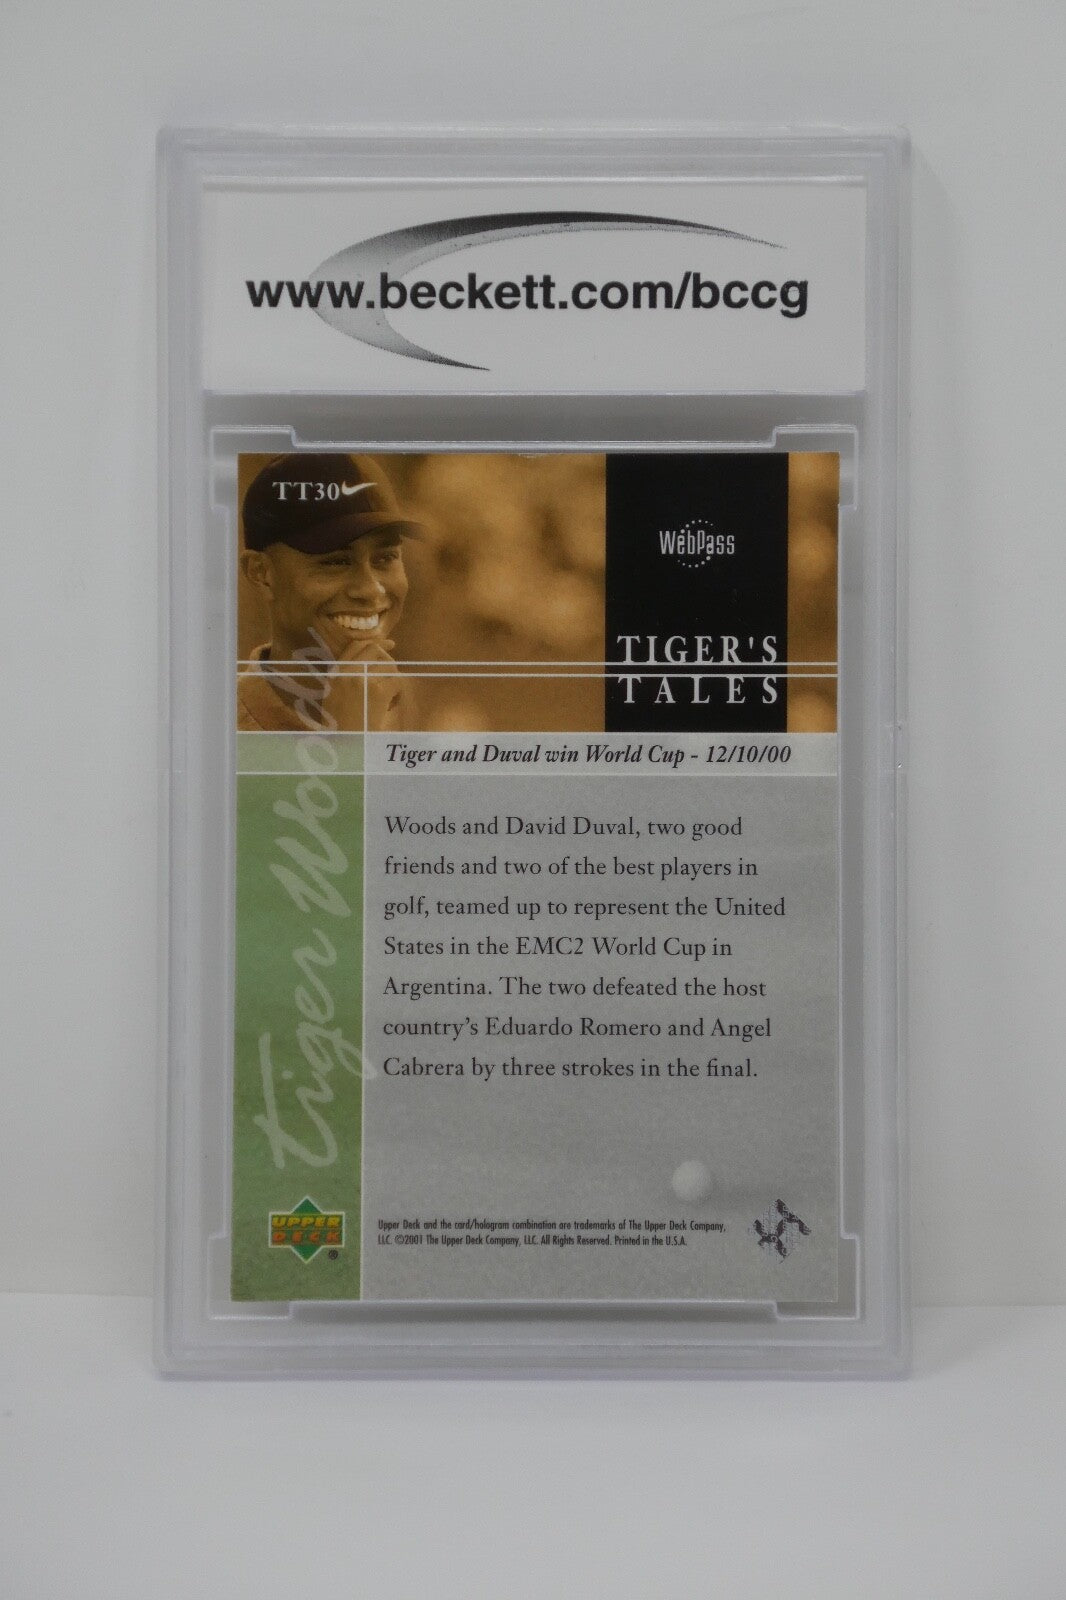 www.beckett.com/bccg
TT30
WebPass
TIGER'S
TALES
Tiger and Duval win World Cup - 12/10/00
Woods and David Duval, two good
friends and two of the best players in
golf, teamed up to represent the United
States in the EMC2 World Cup in
Argentina. The two defeated the host
country's Eduardo Romero and Angel
Cabrera by three strokes in the final.
Tiger Woods
UPPER
DECK
®
Upper Deck and the card/hologram combination are trademarks of The Upper Deck Company,
LLC. ©2001 The Upper Deck Company, LLC. All Rights Reserved. Printed in the U.S.A.